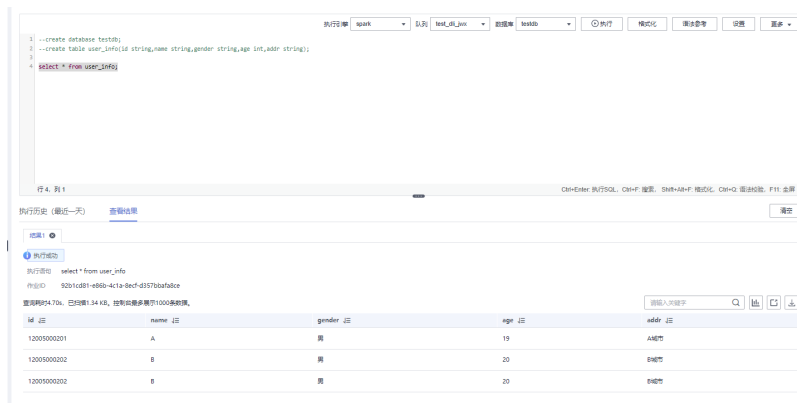 执行引擎 spark 队列 test_dli_jws 数据库 testdb 执行 格式化 语法参考 设置 更多
1 --create database testdb;
2 --create table user_info(id string,name string,gender string,age int,addr string);
3
4 select * from user_info;
行 4，列 1 Ctrl+Enter: 执行SQL，Ctrl+F: 搜索， Shift+Alt+F: 格式化，Ctrl+Q: 语法校验，F11: 全屏
执行历史（最近一天） 查看结果 清空
结果1
执行成功
执行语句 select * from user_info
作业ID 92b1cd81-e86b-4c1a-8ecf-d357bbafa8ce
查询耗时4.70s，已扫描1.34 KB；控制台最多展示1000条数据。 请输入关键字
id name gender age addr
12005000201 A 男 19 A城市
12005000202 B 男 20 B城市
12005000202 B 男 20 B城市